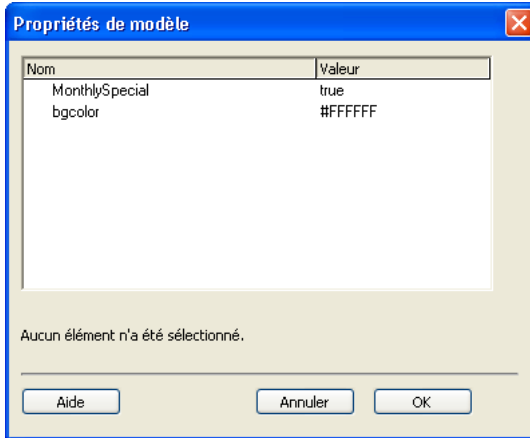 Propriétés de modèle
Nom Valeur
MonthlySpecial true
bgcolor #FFFFFF
Aucun élément n'a été sélectionné.
Aide Annuler OK